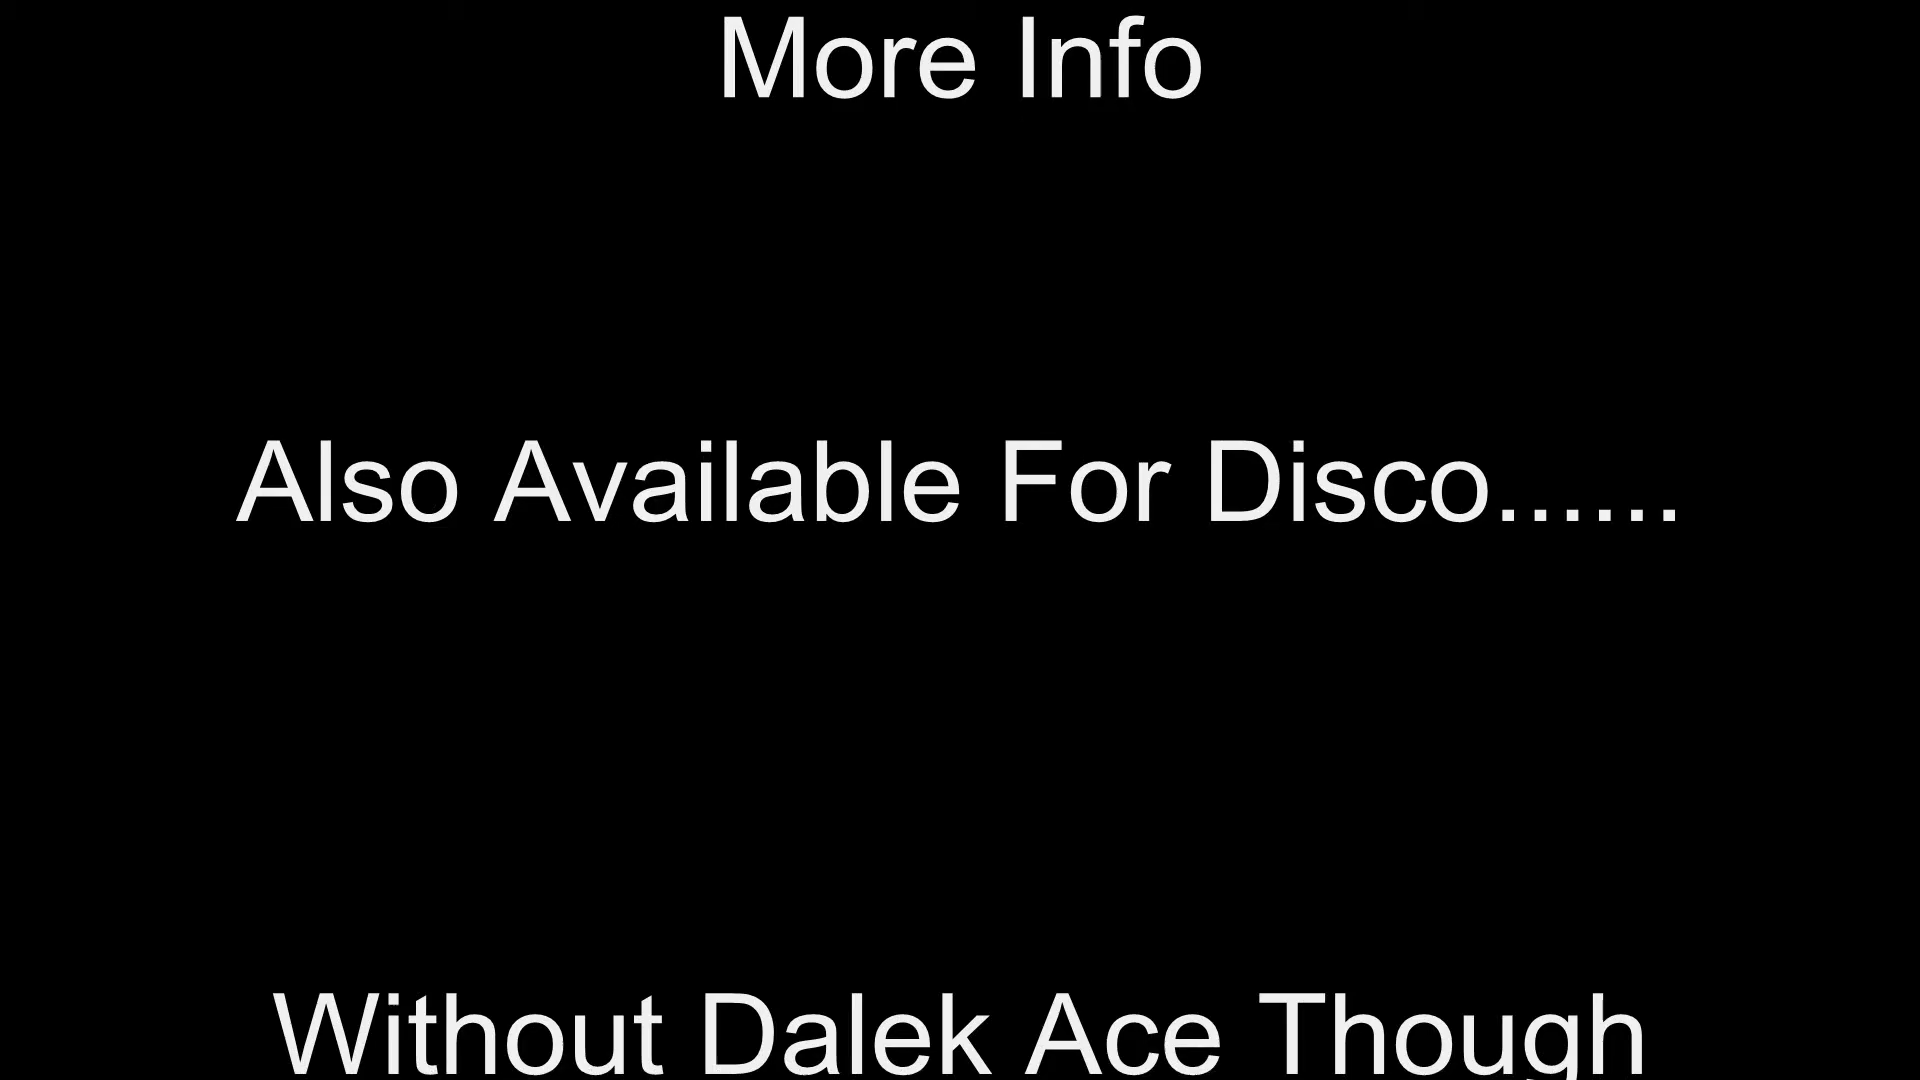 More Info
Also Available For Disco......
Without Dalek Ace Though